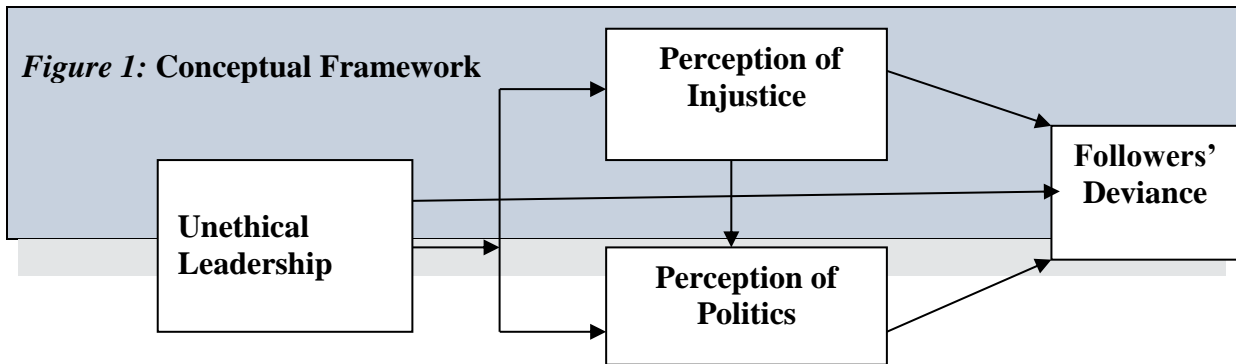 Figure 1: Conceptual Framework
Perception of
Injustice
Followers’
Deviance
Unethical
Leadership
Perception of
Politics